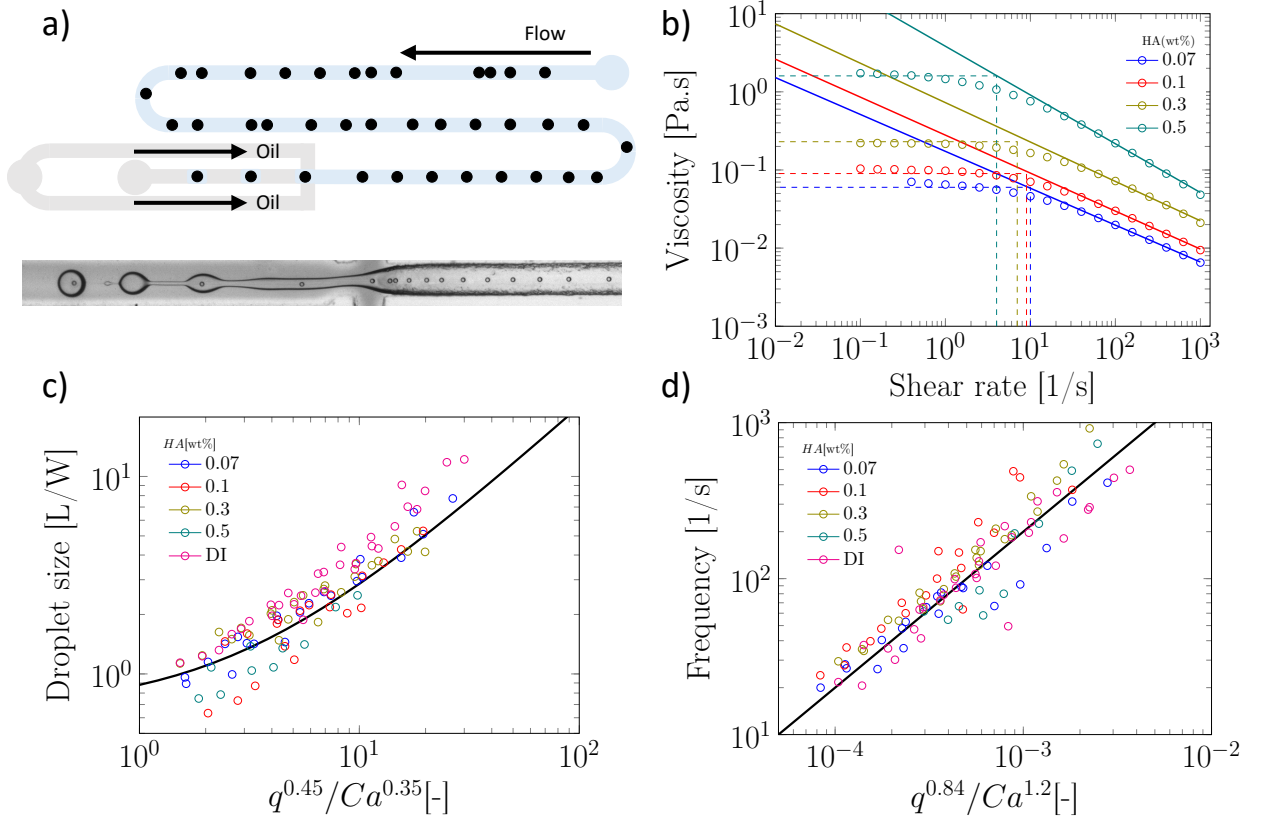 a)
Flow
Oil
Oil
b)
Viscosity [Pa.s]
10^1
10^0
10^−1
10^−2
10^−3
10^−2
10^−1
10^0
10^1
10^2
10^3
Shear rate [1/s]
HA(wt%)
0.07
0.1
0.3
0.5
c)
Droplet size [L/W]
10^1
10^0
10^0
10^1
10^2
q^0.45/Ca^0.35[-]
HA[wt%]
0.07
0.1
0.3
0.5
DI
d)
Frequency [1/s]
10^3
10^2
10^1
10^−4
10^−3
10^−2
q^0.84/Ca^1.2[-]
HA[wt%]
0.07
0.1
0.3
0.5
DI